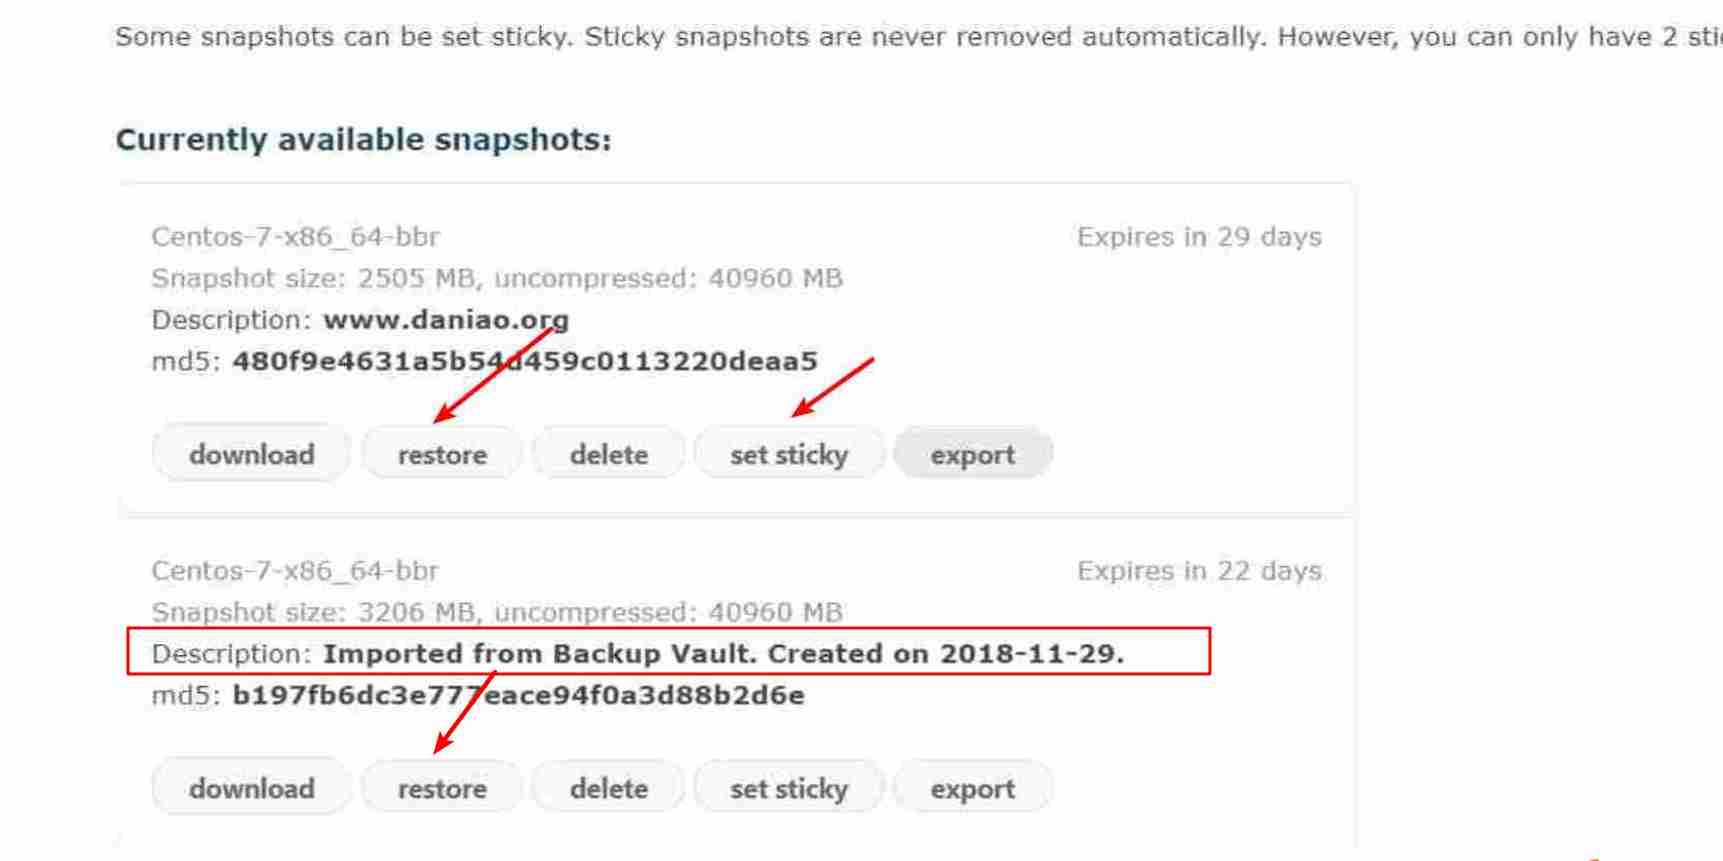 Some snapshots can be set sticky. Sticky snapshots are never removed automatically. However, you can only have 2
Currently available snapshots:
Centos-7-x86_64-bbr Expires in 29 days
Snapshot size: 2505 MB, uncompressed: 40960 MB
Description: www.daniao.org
md5: 480f9e4631a5b54d459c0113220deaa5
download restore delete set sticky export
Centos-7-x86_64-bbr Expires in 22 days
Snapshot size: 3206 MB, uncompressed: 40960 MB
Description: Imported from Backup Vault. Created on 2018-11-29.
md5: b197fb6dc3e777eace94f0a3d88b2d6e
download restore delete set sticky export